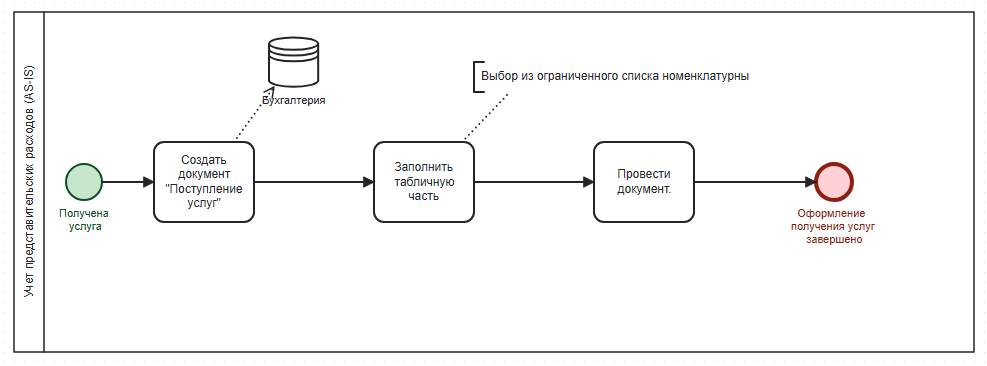 Учет представительских расходов (AS-IS)
Бухгалтерия
Выбор из ограниченного списка номенклатурны
Получена
услуга
Создать
документ
"Поступление
услуг"
Заполнить
табличную
часть
Провести
документ.
Оформление
получения услуг
завершено